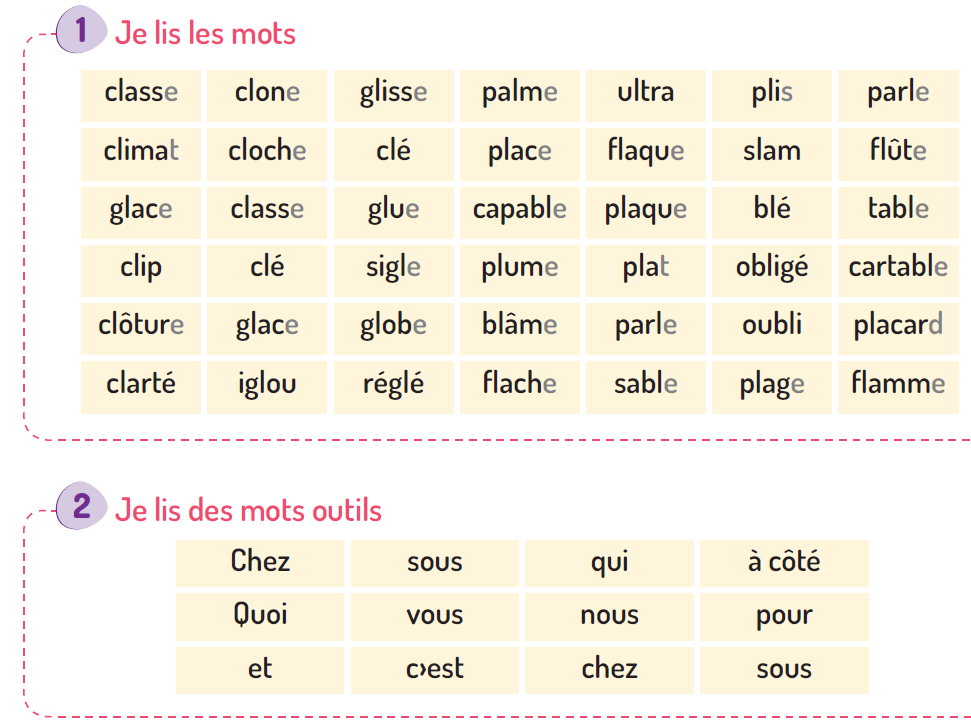 1 Je lis les mots
classe clone glisse palme ultra plis parle
climat cloche clé place flaque slam flûte
glace classe glue capable plaque blé table
clip clé sigle plume plat obligé cartable
clôture glace globe blâme parle oubli placard
clarté iglou réglé flache sable plage flamme
2 Je lis des mots outils
Chez sous qui à côté
Quoi vous nous pour
et c›est chez sous